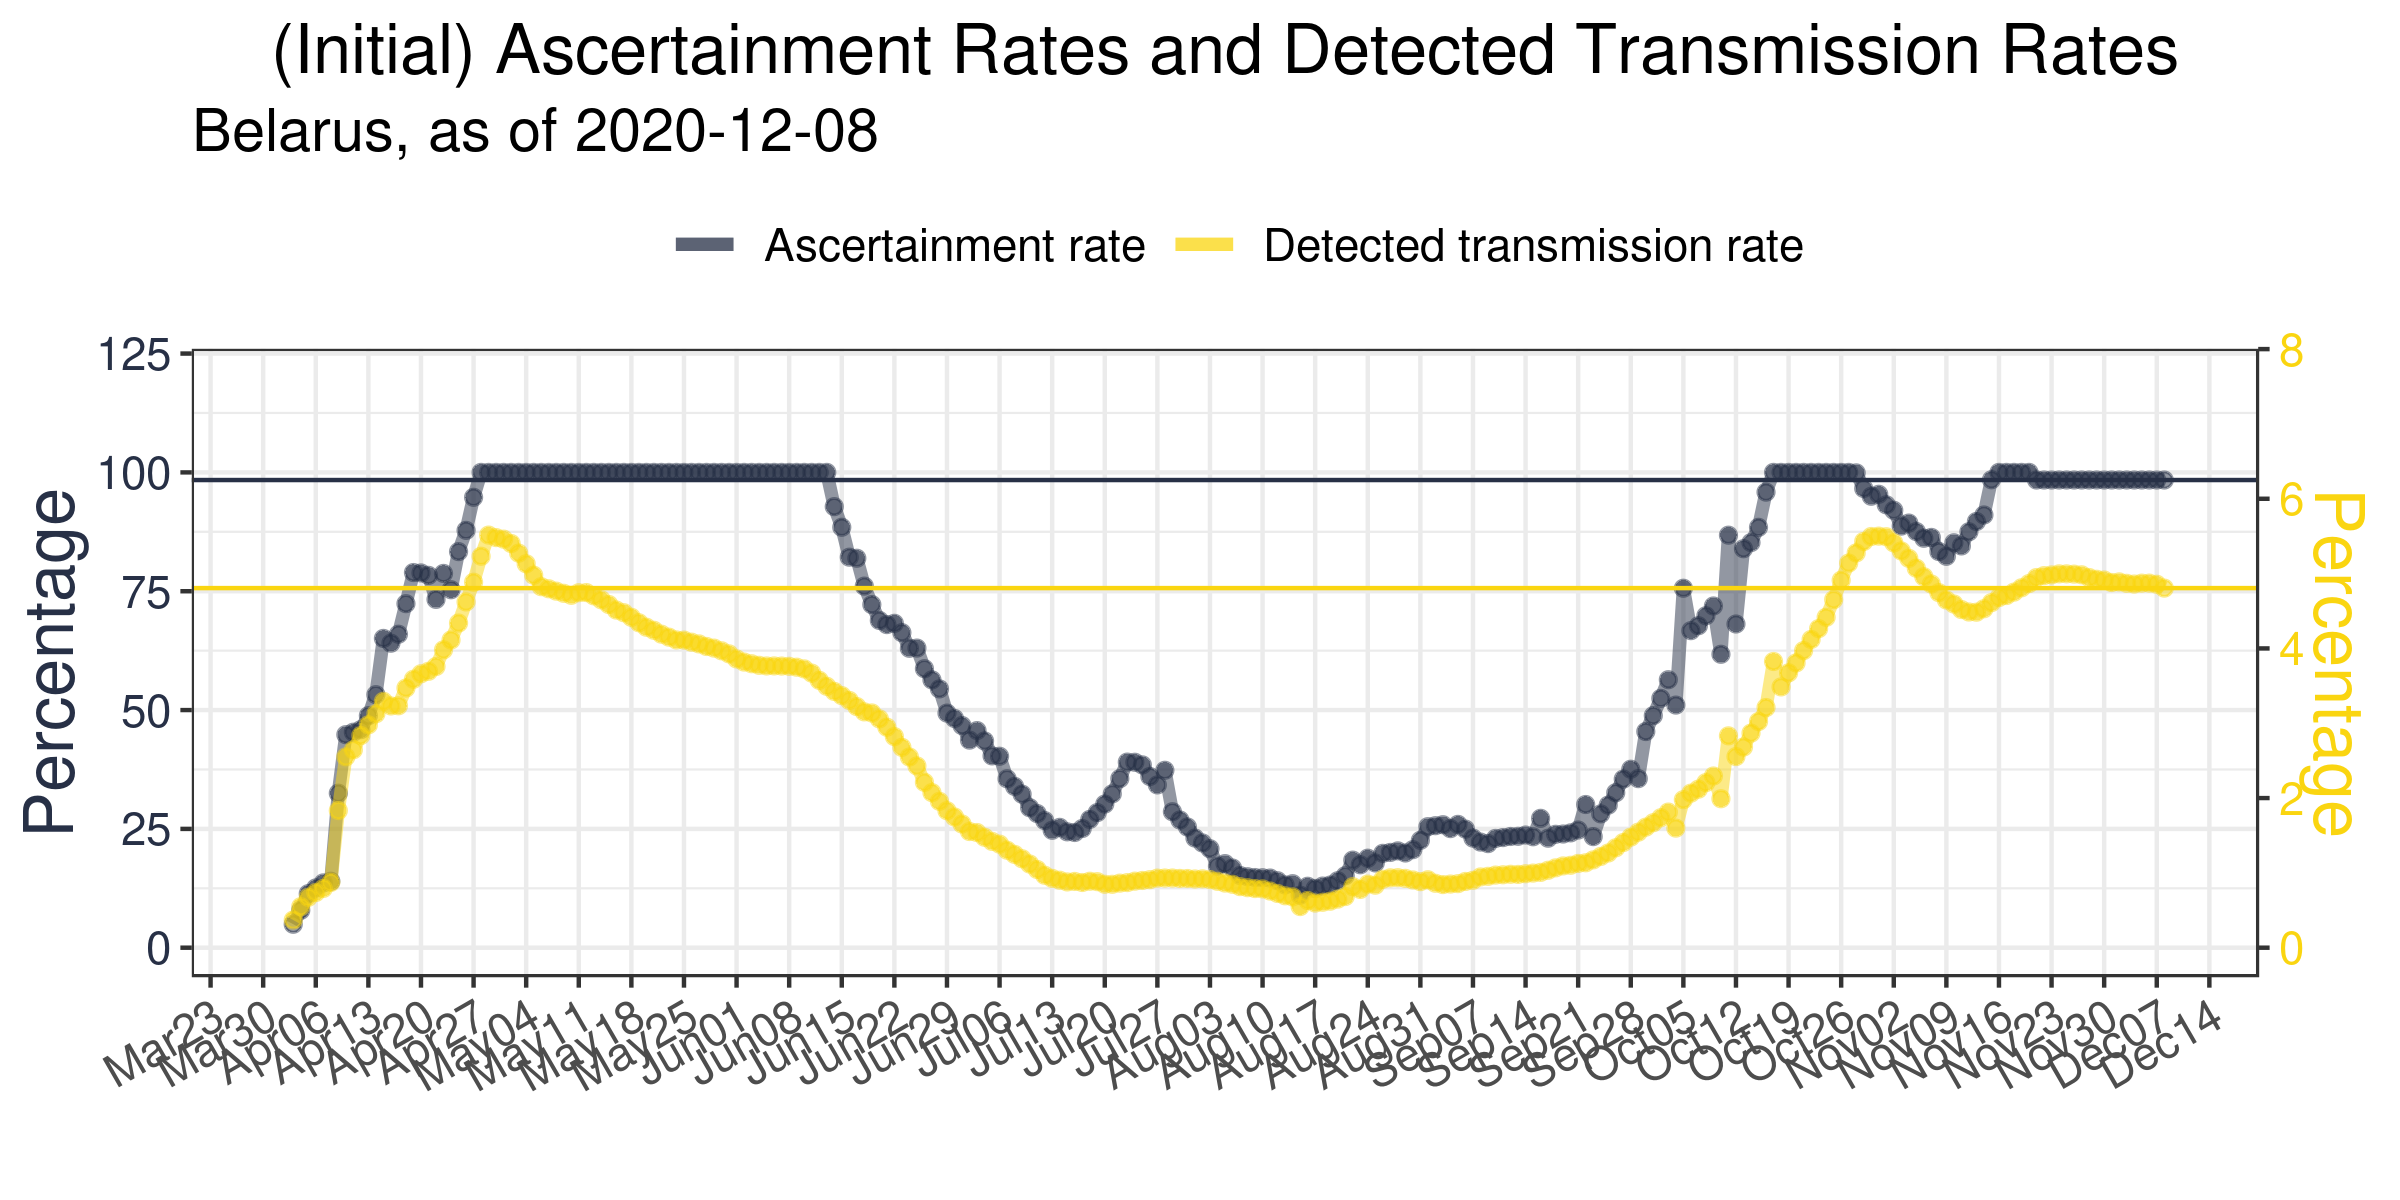 (Initial) Ascertainment Rates and Detected Transmission Rates
Belarus, as of 2020-12-08
Ascertainment rate
Detected transmission rate
Percentage
125
100
75
50
25
0
8
6
4
2
0
Percentage
Mar23
Mar30
Apr06
Apr13
Apr20
Apr27
May04
May11
May18
May25
Jun01
Jun08
Jun15
Jun22
Jun29
Jul06
Jul13
Jul20
Jul27
Aug03
Aug10
Aug17
Aug24
Aug31
Sep07
Sep14
Sep21
Sep28
Oct05
Oct12
Oct19
Oct26
Nov02
Nov09
Nov16
Nov23
Nov30
Dec07
Dec14